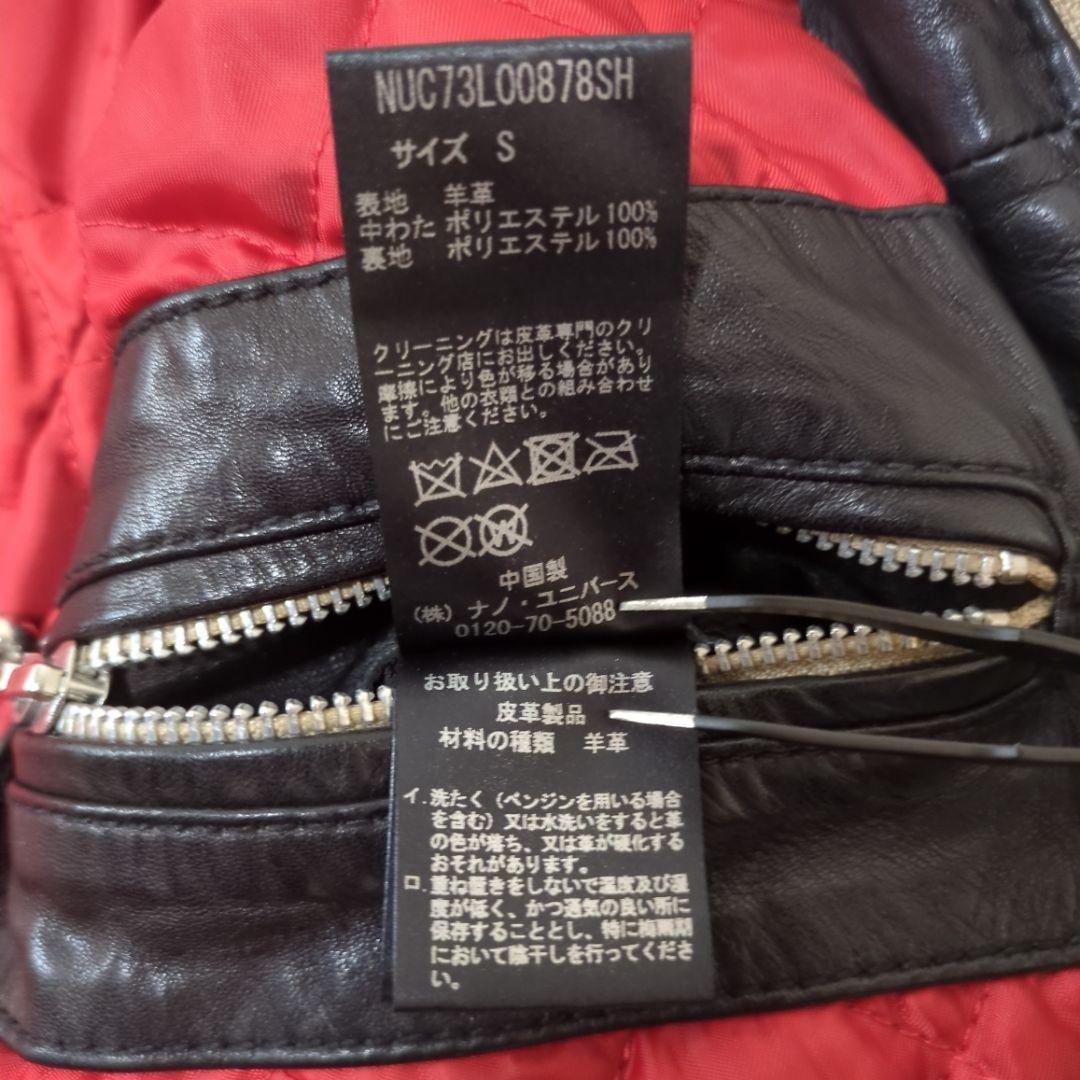 NUC73L00878SH
サイズ S
表地 羊革
中わた ポリエステル100%
裏地 ポリエステル100%
クリーニングは皮革専門のクリ
ーニング店にお出しください。
摩擦により色が移る場合があり
ます。他の衣類との組み合わせ
にご注意ください。
W
中国製
(株) ナノ・ユニバース
0120-70-5088
お取り扱い上の御注意
皮革製品
材料の種類 羊革
イ.洗たく(ベンジンを用いる場合
を含む)又は水洗いをすると革
の色が落ち、又は革が硬化する
おそれがあります。
ロ.重ね置きをしないで温度及び湿
度が低く、かつ通気の良い所に
保存することとし、特に梅雨期
において陰干しを行ってくださ
い。